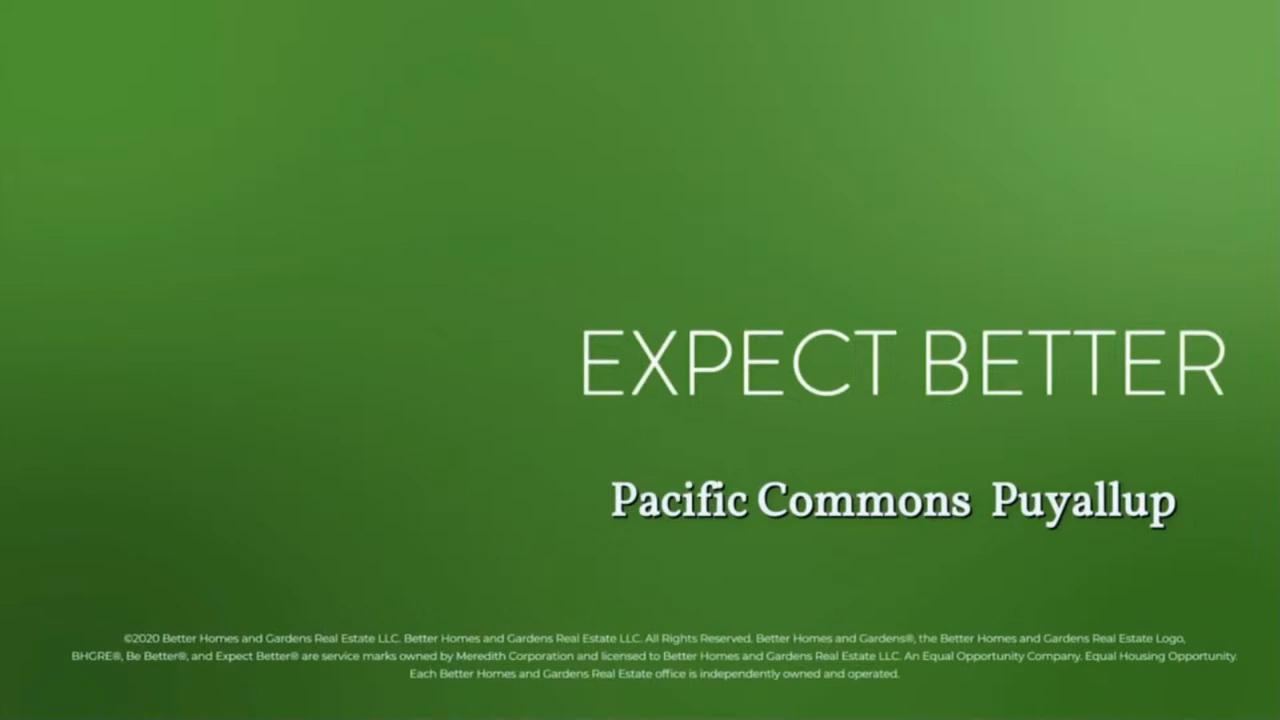 EXPECT BETTER
Pacific Commons Puyallup
©2020 Better Homes and Gardens Real Estate LLC. Better Homes and Gardens Real Estate LLC. All Rights Reserved. Better Homes and Gardens®, the Better Homes and Gardens Real Estate Logo,
BHGRE®, Be Better®, and Expect Better® are service marks owned by Meredith Corporation and licensed to Better Homes and Gardens Real Estate LLC. An Equal Opportunity Company. Equal Housing Opportunity.
Each Better Homes and Gardens Real Estate office is independently owned and operated.